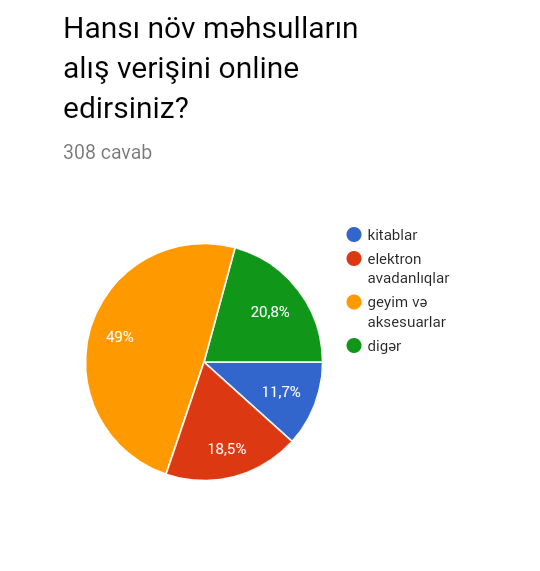 Hansı növ məhsulların
alış verişini online
edirsiniz?
308 cavab
kitablar
elektron
avadanlıqlar
geyim və
aksesuarlar
digər
49%
20,8%
11,7%
18,5%